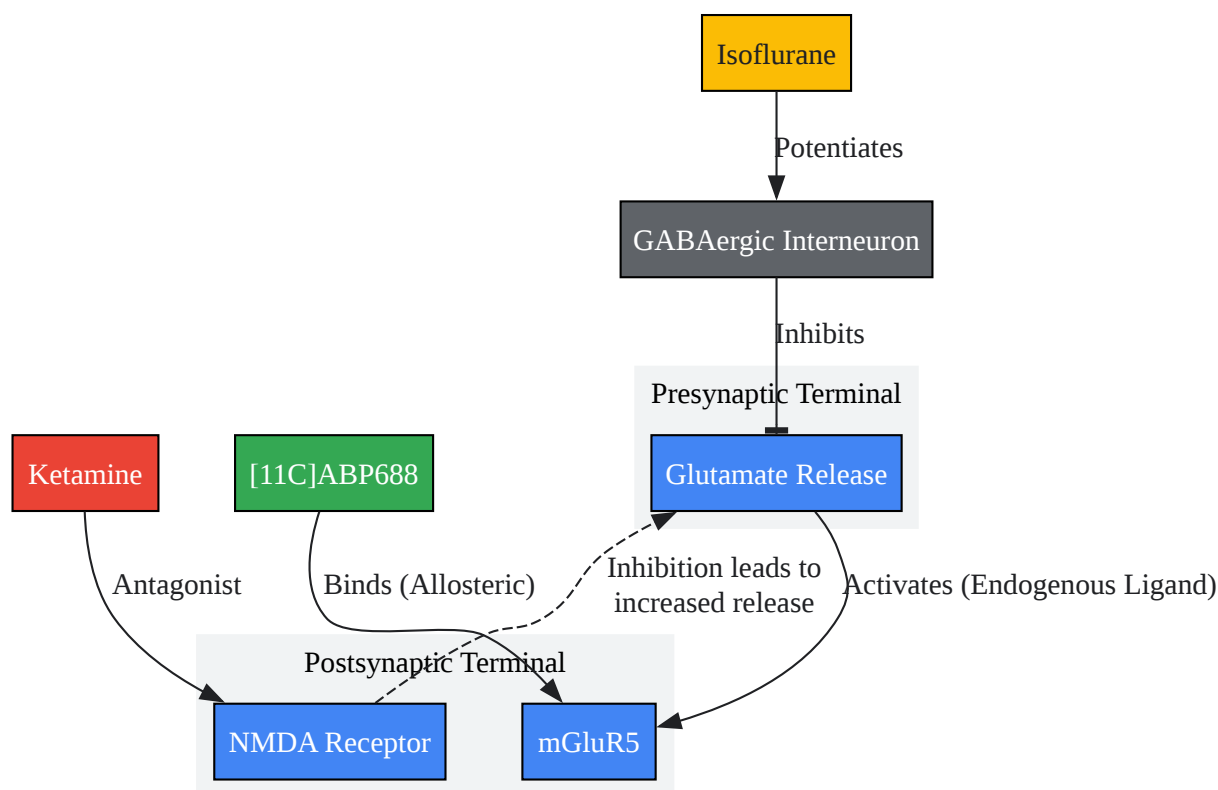 Isoflurane
Potentiates
GABAergic Interneuron
Inhibits
Presynaptic Terminal
Ketamine
[11C]ABP688
Glutamate Release
Antagonist
Binds (Allosteric)
Inhibition leads to
increased release
Activates (Endogenous Ligand)
Postsynaptic Terminal
NMDA Receptor
mGluR5